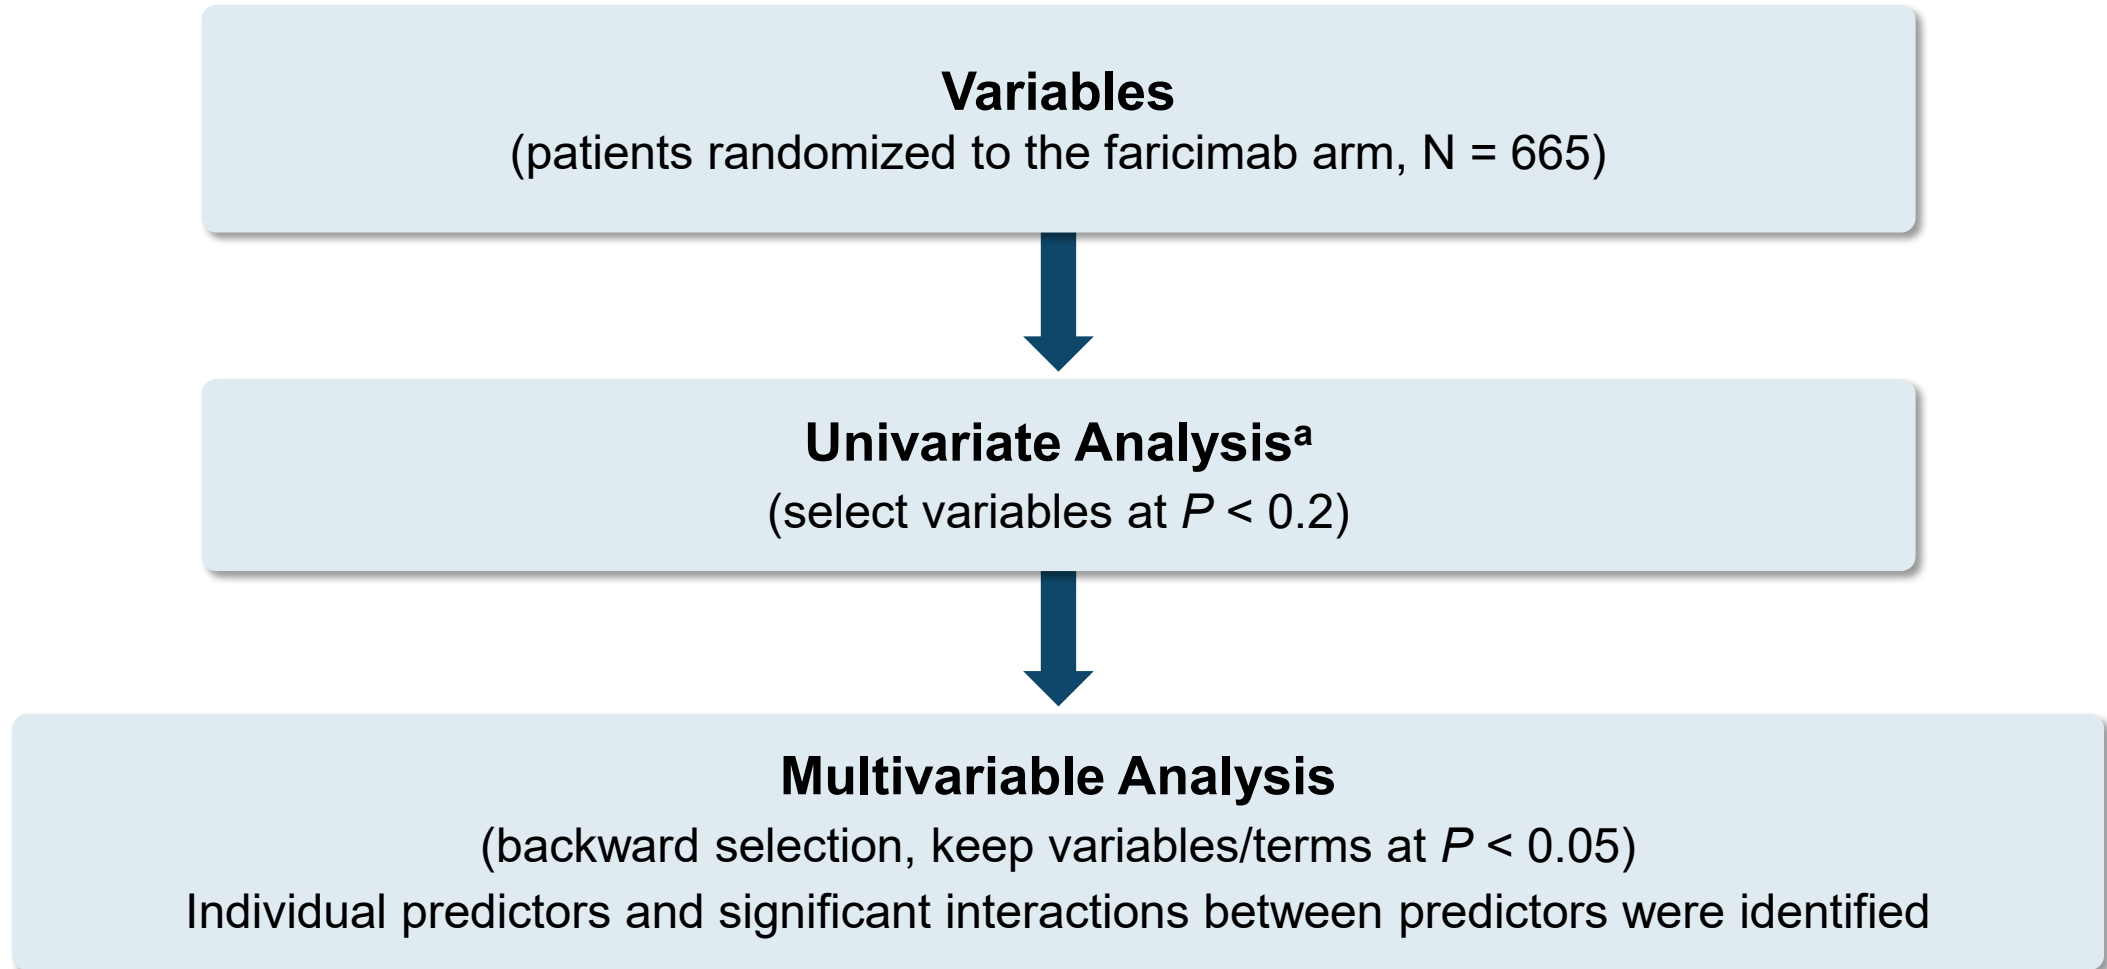 Variables
(patients randomized to the faricimab arm, N = 665)
Univariate Analysisᵃ
(select variables at P < 0.2)
Multivariable Analysis
(backward selection, keep variables/terms at P < 0.05)
Individual predictors and significant interactions between predictors were identified